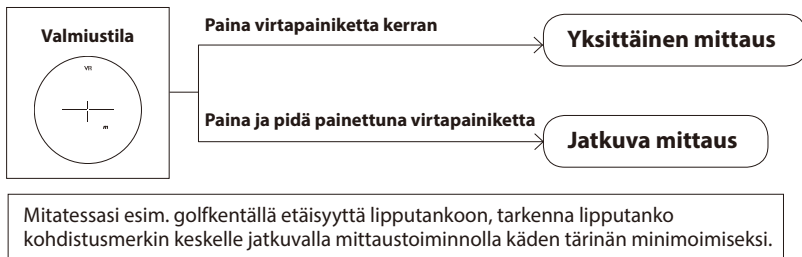 Valmiustila
VR
m
Paina virtapainiketta kerran
Yksittäinen mittaus
Paina ja pidä painettuna virtapainiketta
Jatkuva mittaus
Mitatessasi esim. golfkentällä etäisyyttä lipputankoon, tarkenna lipputanko
kohdistusmerkin keskelle jatkuvalla mittaustoiminnolla käden tärinän minimoimiseksi.